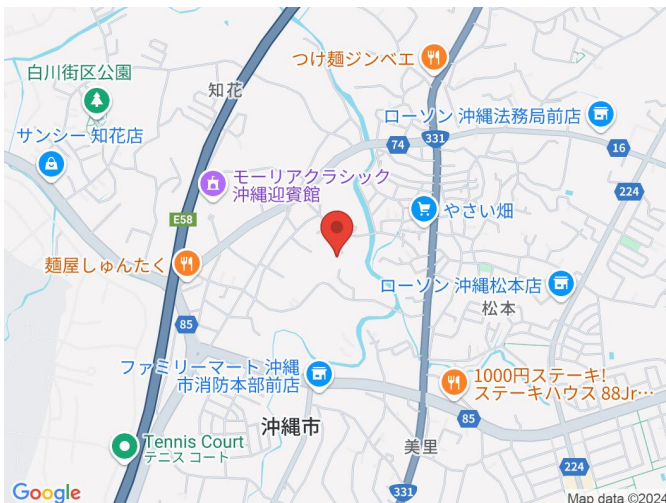 つけ麺ジンベエ
白川街区公園
知花
ローソン 沖縄法務局前店
サンシー 知花店
74
331
16
モーリアクラシック
沖縄迎賓館
224
E58
やさい畑
麺屋しゅんたく
ローソン 沖縄松本店
松本
85
ファミリーマート 沖縄
市消防本部前店
1000円ステーキ!
ステーキハウス 88Jr…
85
沖縄市
Tennis Court
テニス コート
美里
224
331
Google
Map data ©2024